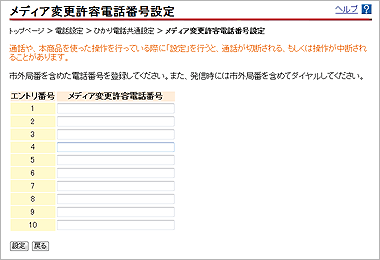 メディア変更許容電話番号設定
ヘルプ ?
トップページ > 電話設定 > ひかり電話共通設定 > メディア変更許容電話番号設定
通話や、本商品を使った操作を行っている際に「設定」を行うと、通話が切断される、もしくは操作が中断され
ることがあります。
市外局番を含めた電話番号を登録してください。また、発信時には市外局番を含めてダイヤルしてください。
エントリ番号 メディア変更許容電話番号
1
2
3
4
5
6
7
8
9
10
設定 戻る